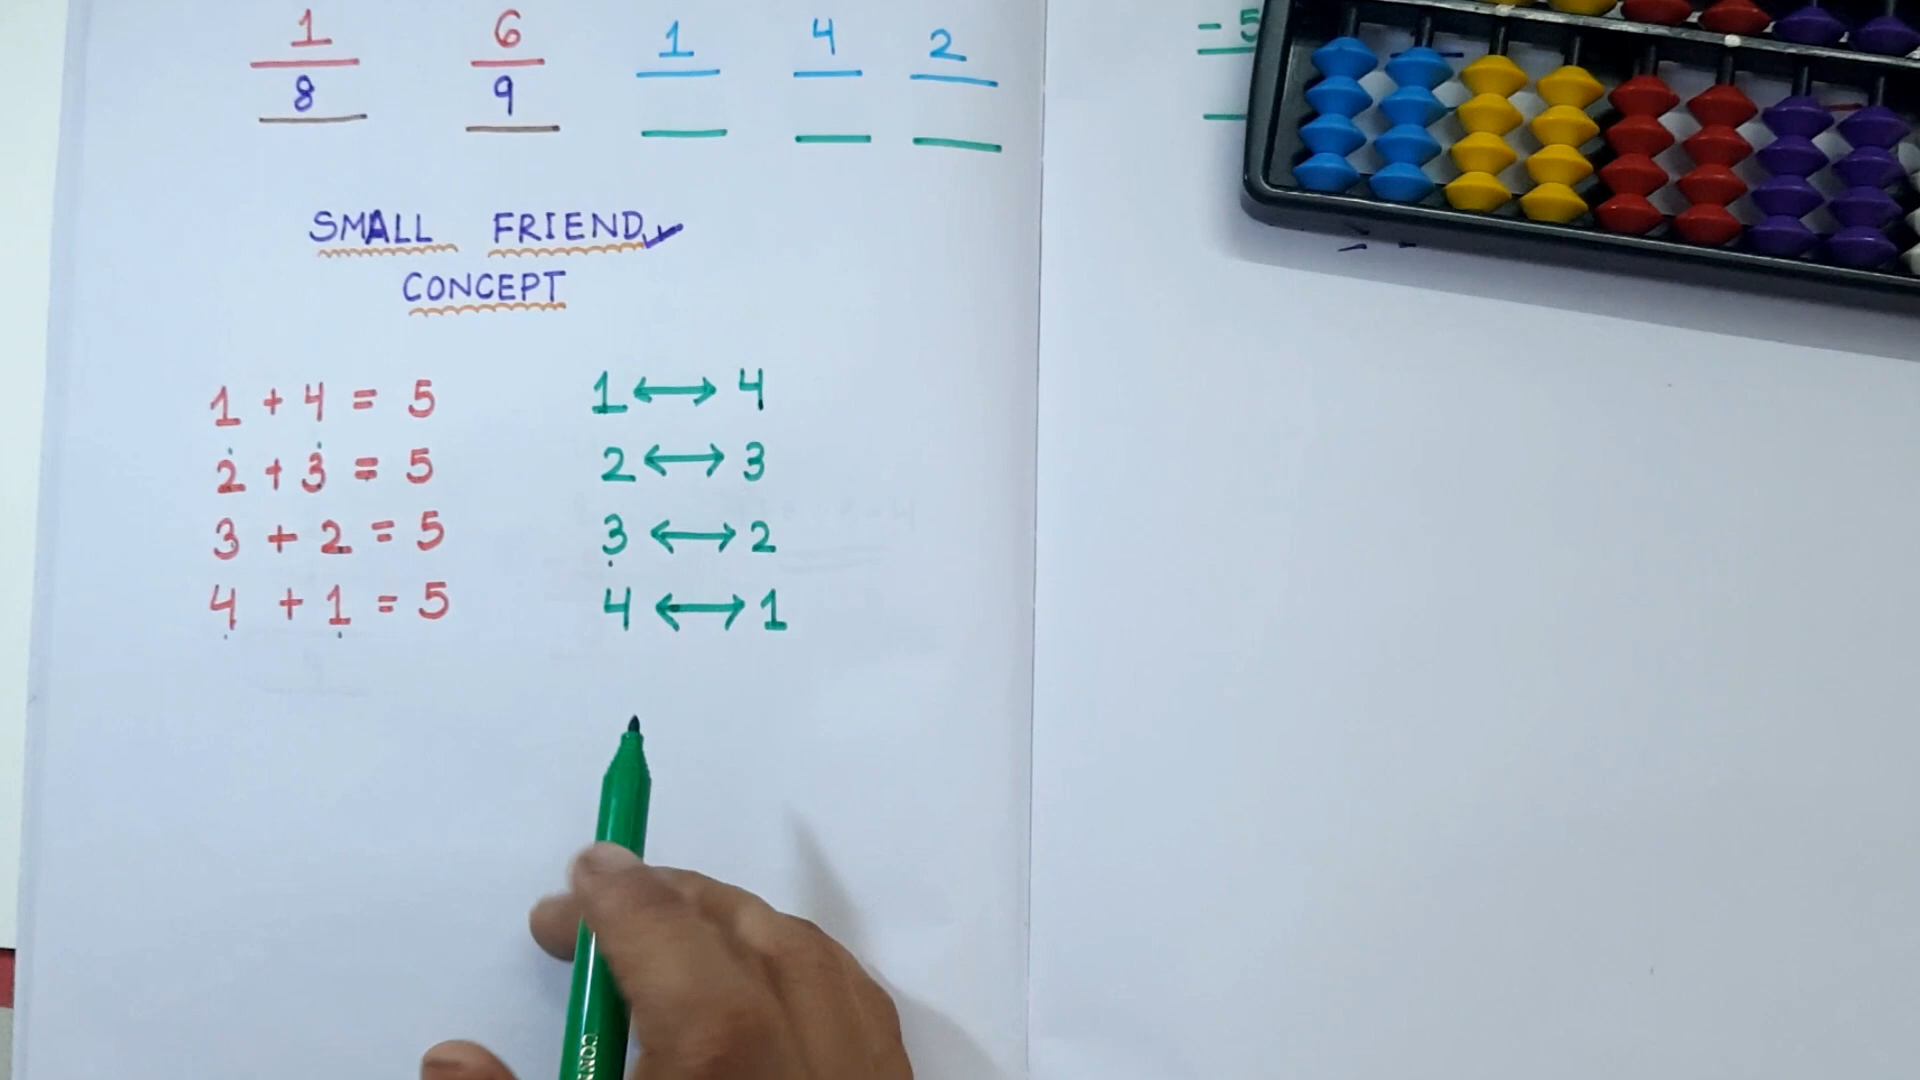 1 6 1 4 2
8 9
- 5
SMALL FRIEND
CONCEPT
1 + 4 = 5
2 + 3 = 5
3 + 2 = 5
4 + 1 = 5
1 ↔ 4
2 ↔ 3
3 ↔ 2
4 ↔ 1